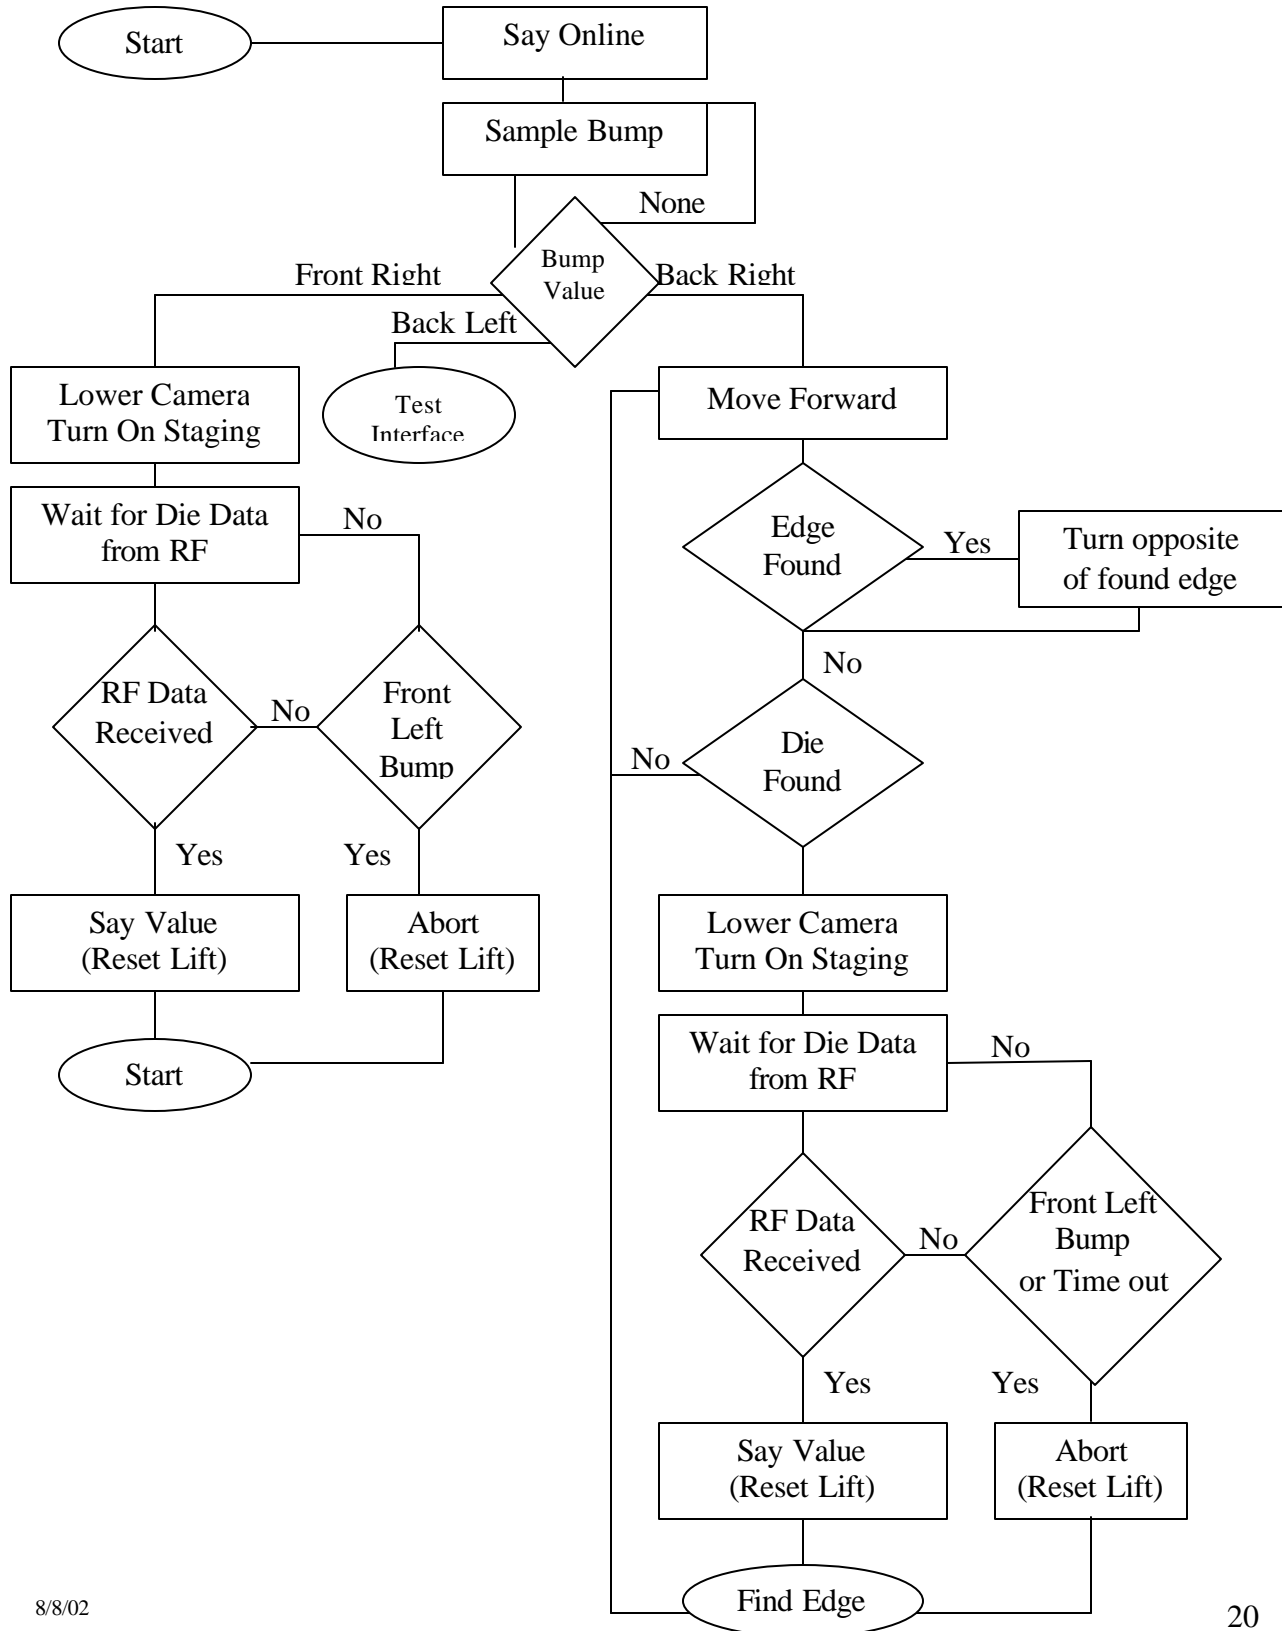 Start
Say Online
Sample Bump
None
Bump
Value
Front Right
Back Right
Back Left
Lower Camera
Turn On Staging
Test
Interface
Move Forward
Wait for Die Data
from RF
No
Edge
Found
Yes
Turn opposite
of found edge
No
RF Data
Received
No
Front
Left
Bump
Die
Found
No
Yes
Yes
Say Value
(Reset Lift)
Abort
(Reset Lift)
Lower Camera
Turn On Staging
Start
Wait for Die Data
from RF
No
RF Data
Received
No
Front Left
Bump
or Time out
Yes
Yes
Say Value
(Reset Lift)
Abort
(Reset Lift)
Find Edge
8/8/02
20